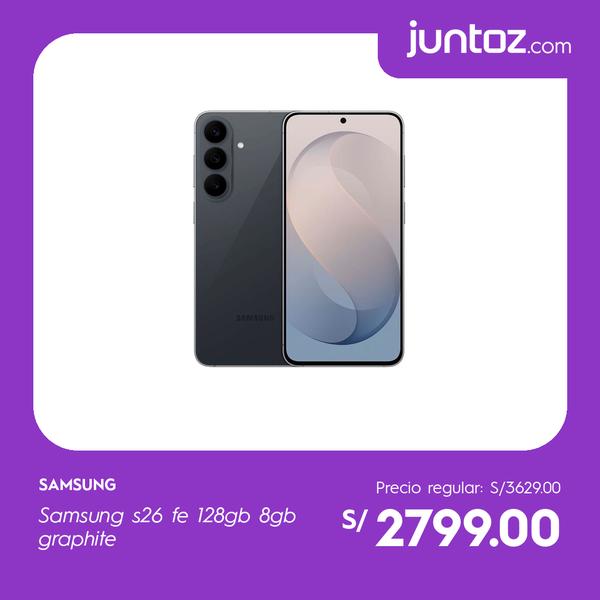 juntoz.com
SAMSUNG
SAMSUNG
Samsung s26 fe 128gb 8gb
graphite
Precio regular: S/3629.00
S/ 2799.00